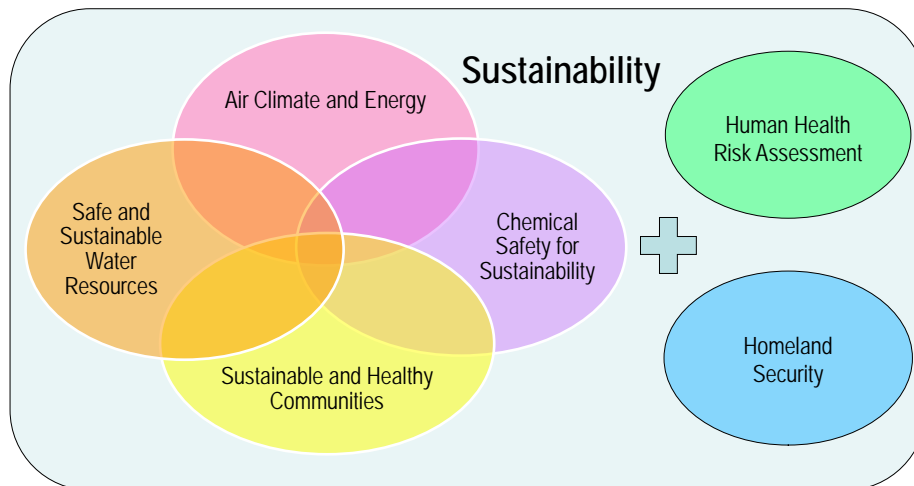 Sustainability
Air Climate and Energy
Human Health
Risk Assessment
Safe and
Sustainable
Water
Resources
Chemical
Safety for
Sustainability
Homeland
Security
Sustainable and Healthy
Communities